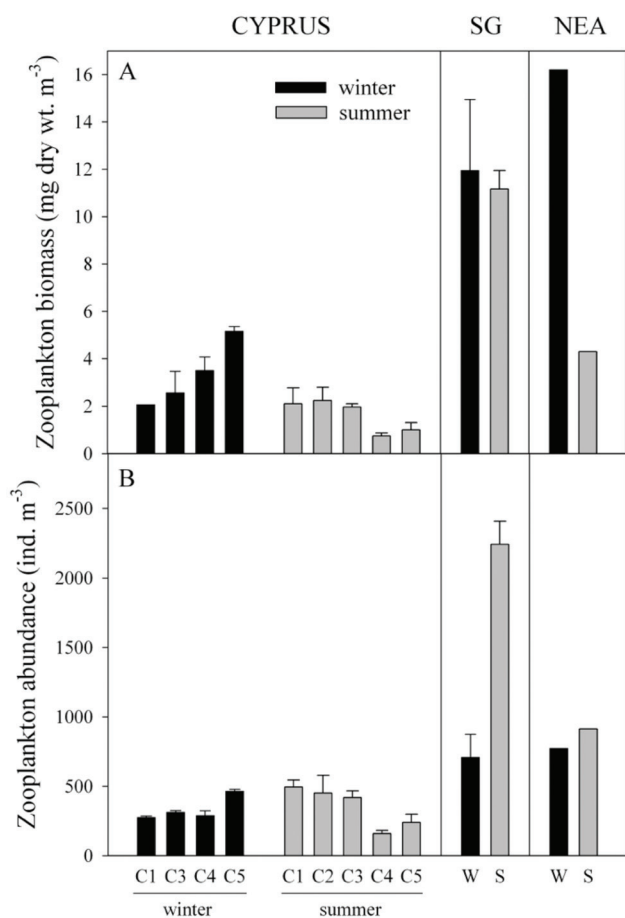 CYPRUS SG NEA
A
winter
summer
Zooplankton biomass (mg dry wt. m⁻³)
16
14
12
10
8
6
4
2
0
B
Zooplankton abundance (ind. m⁻³)
2500
2000
1500
1000
500
0
C1 C3 C4 C5 C1 C2 C3 C4 C5 W S W S
winter summer